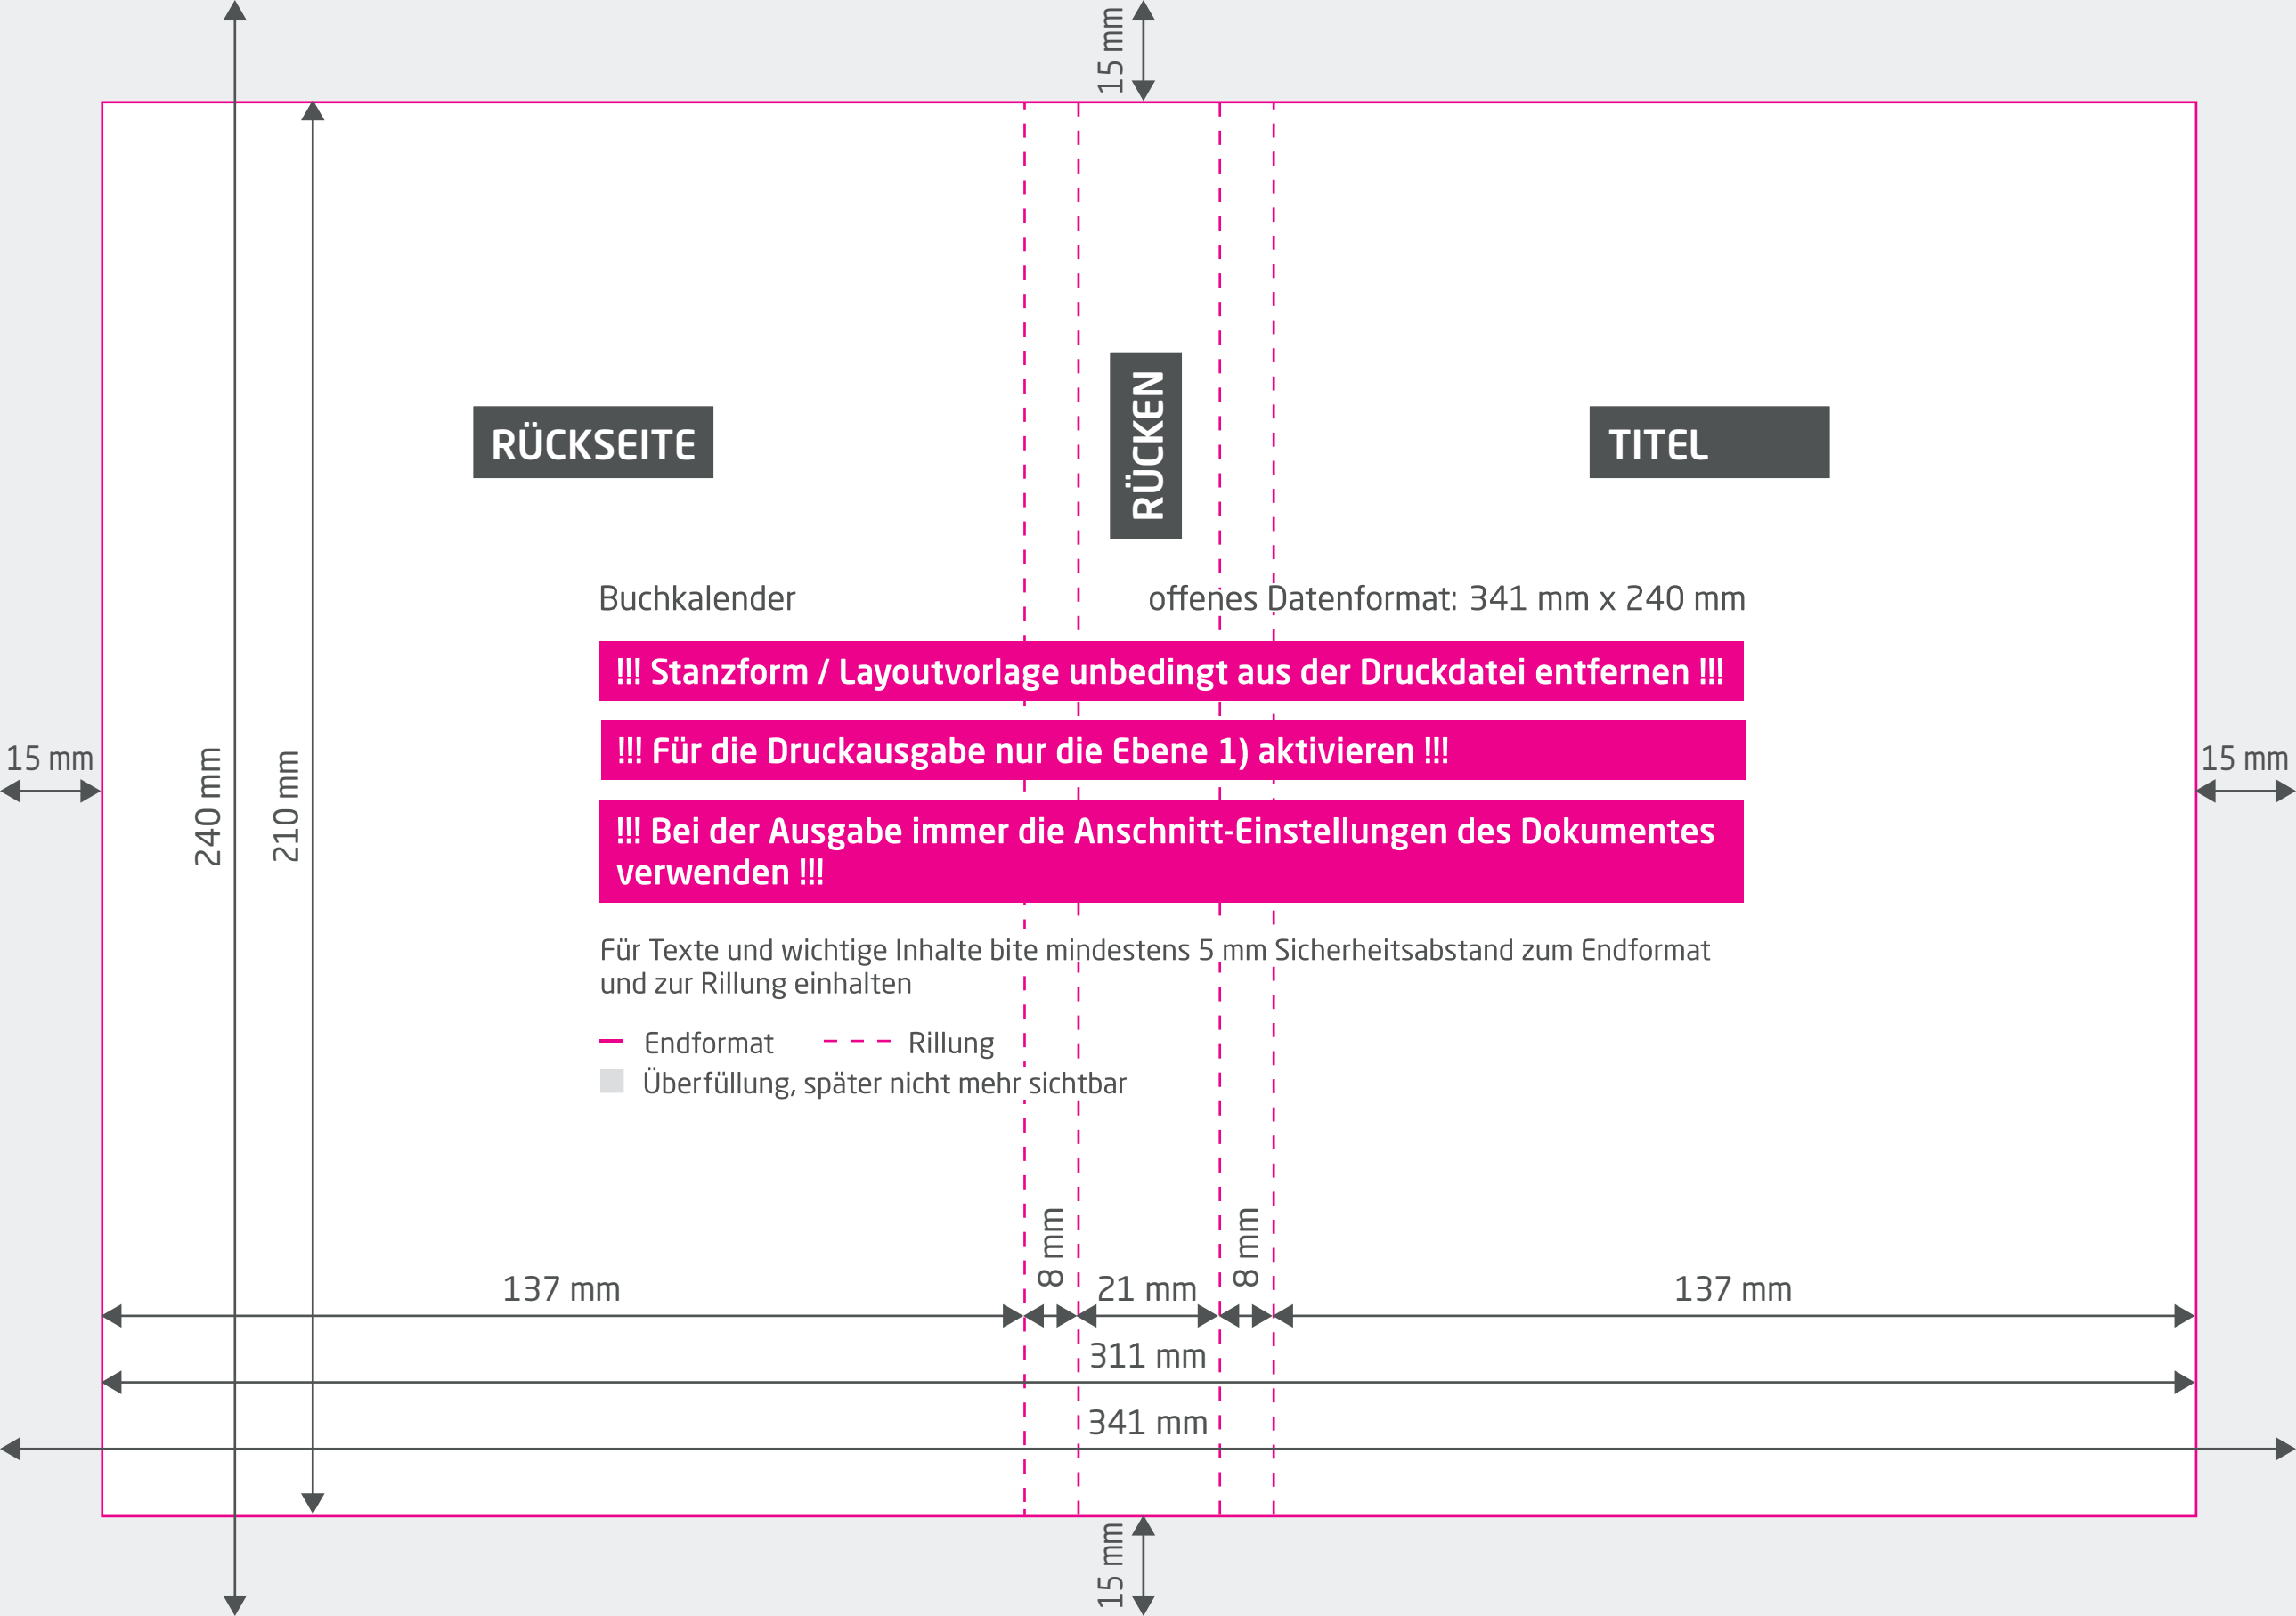 15 mm
RÜCKSEITE
RÜCKEN
TITEL
Buchkalender
offenes Datenformat: 341 mm x 240 mm
!!! Stanzform / Layoutvorlage unbedingt aus der Druckdatei entfernen !!!
!!! Für die Druckausgabe nur die Ebene 1) aktivieren !!!
15 mm
240 mm
210 mm
15 mm
!!! Bei der Ausgabe immer die Anschnitt-Einstellungen des Dokumentes
verwenden !!!
Für Texte und wichtige Inhalte bite mindestens 5 mm Sicherheitsabstand zum Endformat
und zur Rillung einhalten
Endformat
Rillung
Überfüllung, später nicht mehr sichtbar
137 mm
8 mm
21 mm
8 mm
137 mm
311 mm
341 mm
15 mm